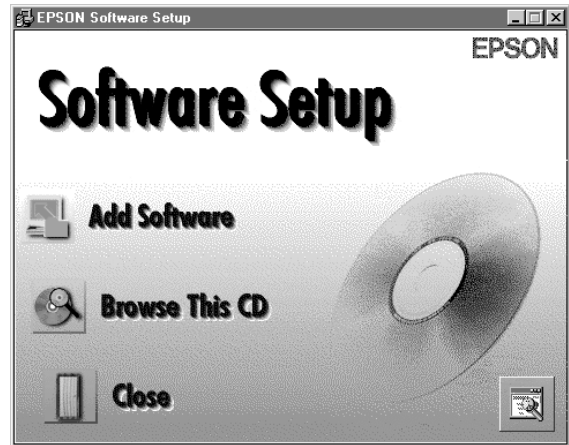 EPSON Software Setup
EPSON
Software Setup
Add Software
Browse This CD
Close